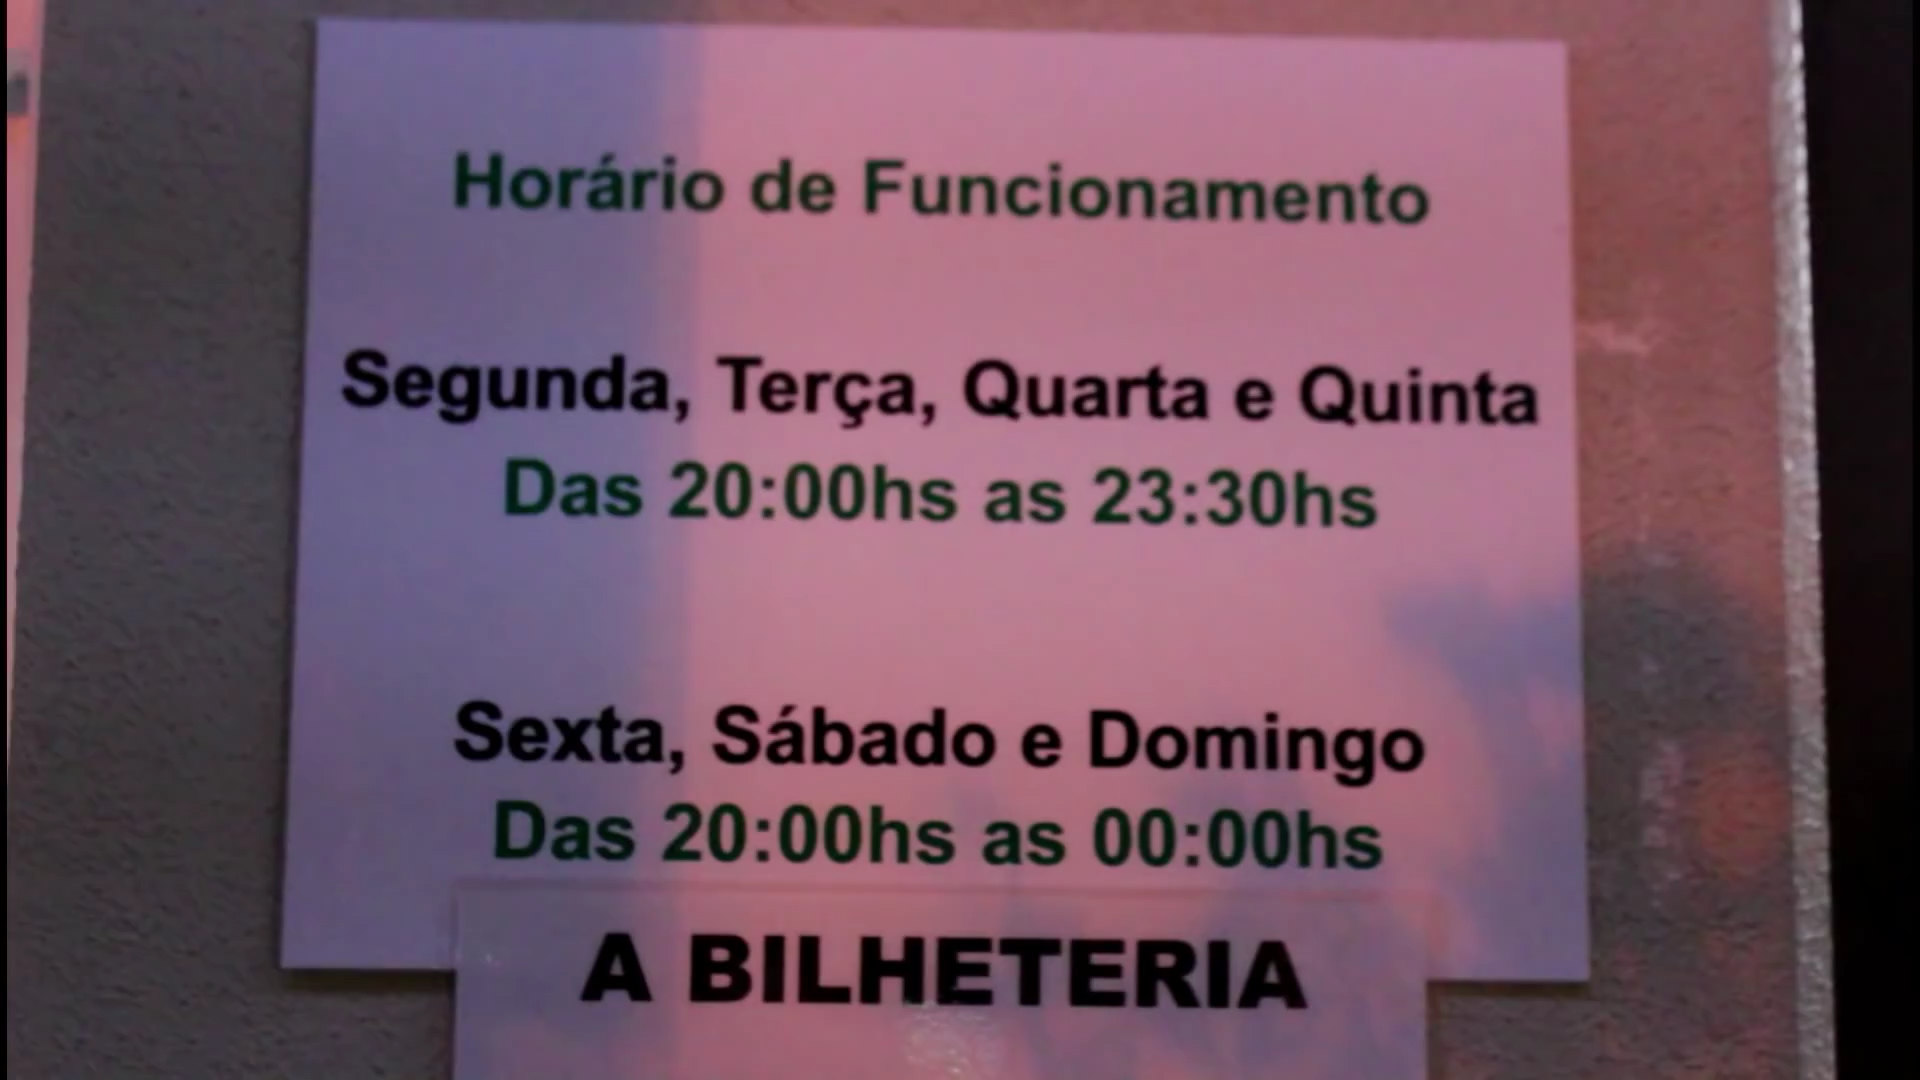 Horário de Funcionamento
Segunda, Terça, Quarta e Quinta
Das 20:00hs as 23:30hs
Sexta, Sábado e Domingo
Das 20:00hs as 00:00hs
A BILHETERIA